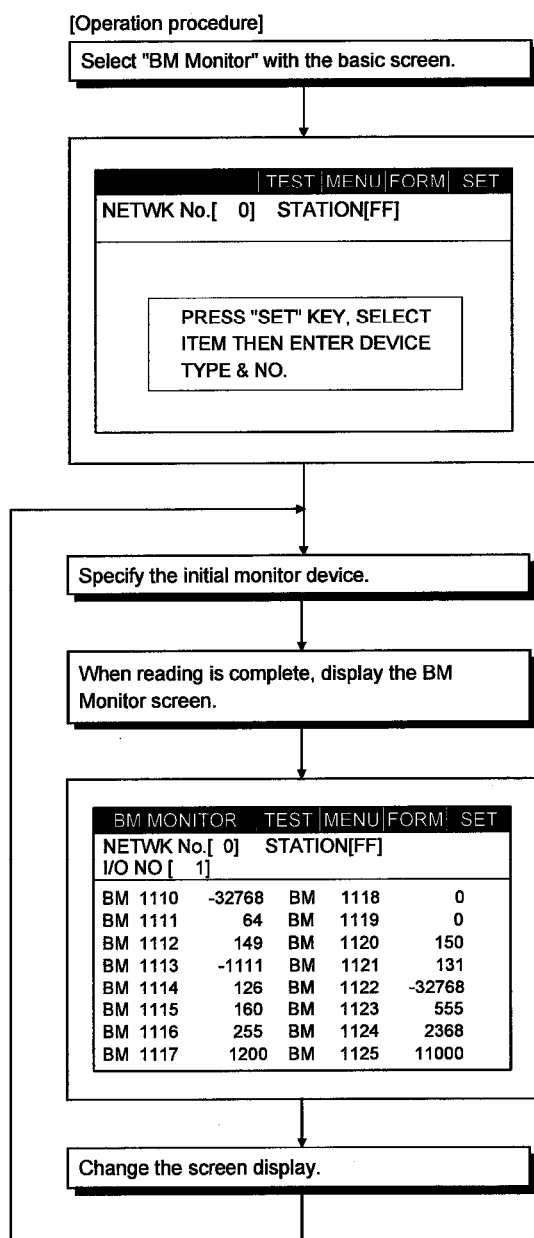 [Operation procedure]
Select "BM Monitor" with the basic screen.
TEST MENU FORM SET
NETWK No.[ 0] STATION[FF]
PRESS "SET" KEY, SELECT
ITEM THEN ENTER DEVICE
TYPE & NO.
Specify the initial monitor device.
When reading is complete, display the BM
Monitor screen.
BM MONITOR TEST MENU FORM SET
NETWK No.[ 0] STATION[FF]
I/O NO [ 1]
BM 1110 -32768 BM 1118 0
BM 1111 64 BM 1119 0
BM 1112 149 BM 1120 150
BM 1113 -1111 BM 1121 131
BM 1114 126 BM 1122 -32768
BM 1115 160 BM 1123 555
BM 1116 255 BM 1124 2368
BM 1117 1200 BM 1125 11000
Change the screen display.